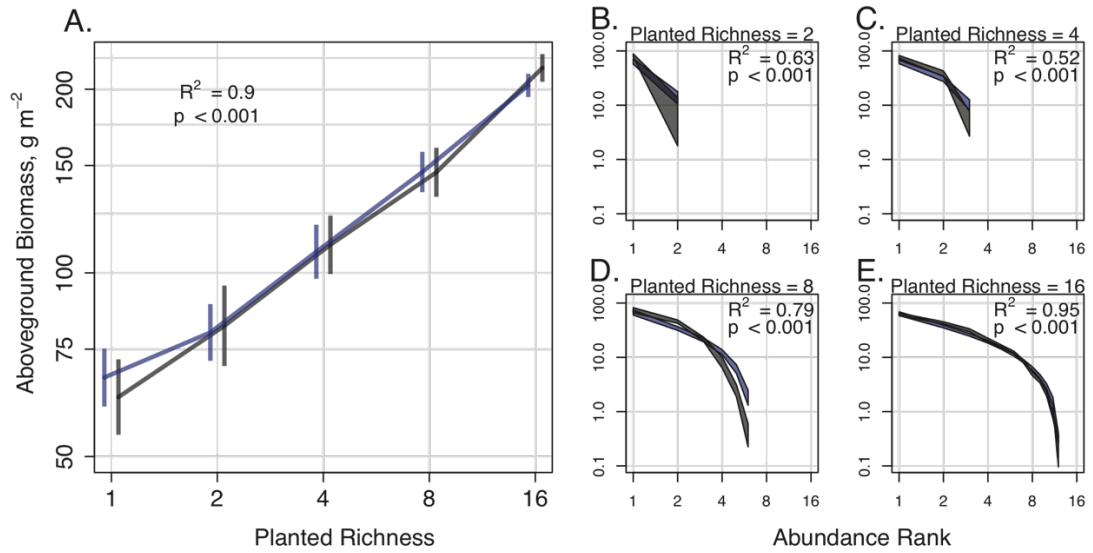 A.
R² = 0.9
p < 0.001
Aboveground Biomass, g m⁻²
200
150
100
75
50
1 2 4 8 16
Planted Richness
B.
Planted Richness = 2
R² = 0.63
p < 0.001
100.0
10.0
1.0
0.1
1 2 4 8 16
C.
Planted Richness = 4
R² = 0.52
p < 0.001
100.0
10.0
1.0
0.1
1 2 4 8 16
D.
Planted Richness = 8
R² = 0.79
p < 0.001
100.0
10.0
1.0
0.1
1 2 4 8 16
E.
Planted Richness = 16
R² = 0.95
p < 0.001
100.0
10.0
1.0
0.1
1 2 4 8 16
Abundance Rank